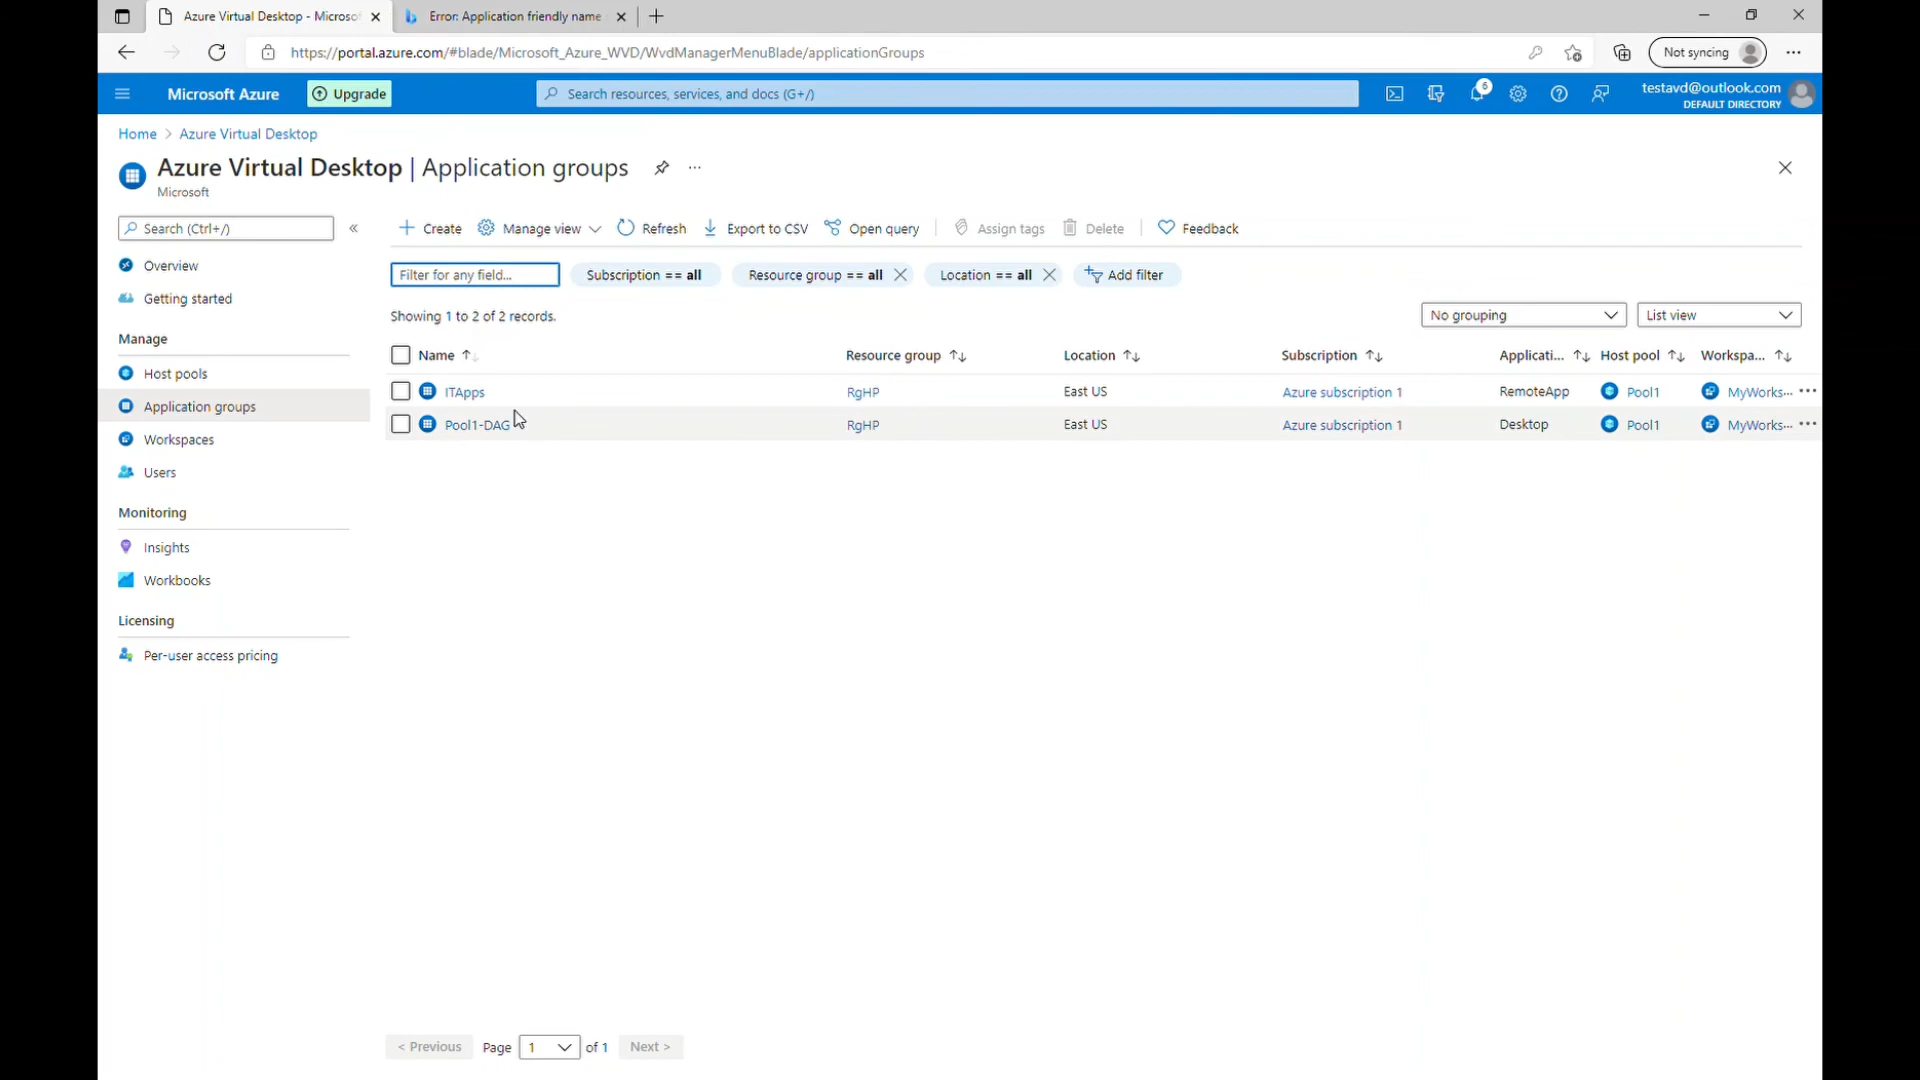 Azure Virtual Desktop - Microsof
Error: Application friendly name
https://portal.azure.com/#blade/Microsoft_Azure_WVD/WvdManagerMenuBlade/applicationGroups
Not syncing
Microsoft Azure
Upgrade
Search resources, services, and docs (G+/)
6
testavd@outlook.com
DEFAULT DIRECTORY
Home > Azure Virtual Desktop
Azure Virtual Desktop | Application groups
Microsoft
Search (Ctrl+/)
Create
Manage view
Refresh
Export to CSV
Open query
Assign tags
Delete
Feedback
Overview
Getting started
Manage
Host pools
Application groups
Workspaces
Users
Monitoring
Insights
Workbooks
Licensing
Per-user access pricing
Filter for any field...
Subscription == all
Resource group == all
Location == all
Add filter
Showing 1 to 2 of 2 records.
No grouping
List view
Name Resource group Location Subscription Applicati... Host pool Workspa...
ITApps RgHP East US Azure subscription 1 RemoteApp Pool1 MyWorks...
Pool1-DAG RgHP East US Azure subscription 1 Desktop Pool1 MyWorks...
< Previous Page 1 of 1 Next >